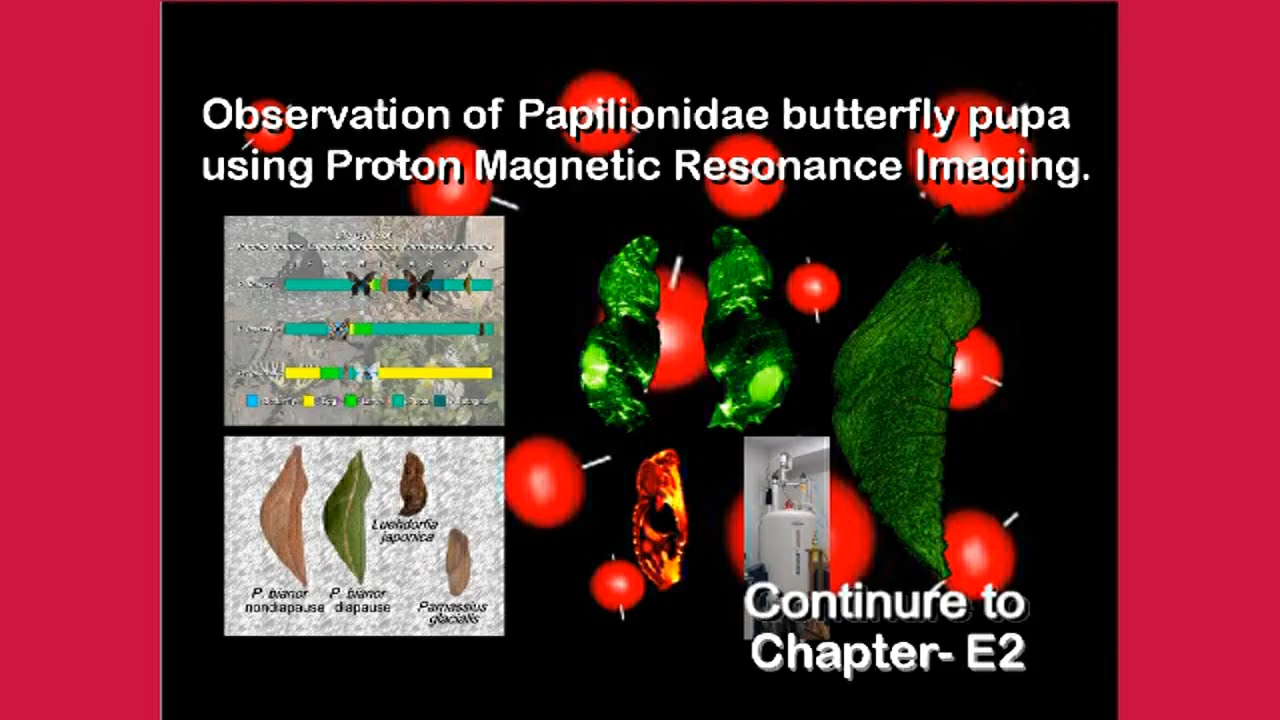 Observation of Papilionidae butterfly pupa
using Proton Magnetic Resonance Imaging.
Luehdorfia
japonica
P. bianor
nondiapause
P. bianor
diapause
Parnassius
glacialis
Continure to
Chapter- E2